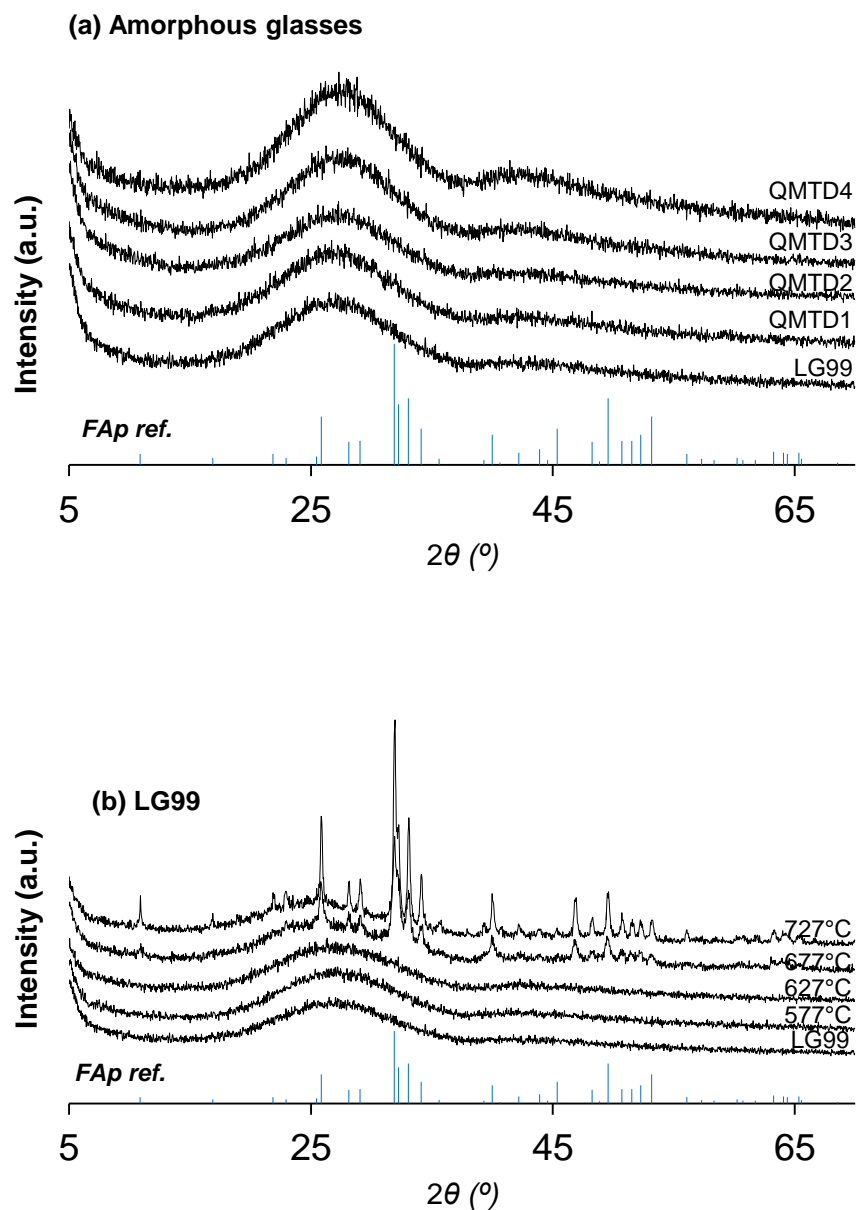 (a) Amorphous glasses
Intensity (a.u.)
QMTD4
QMTD3
QMTD2
QMTD1
LG99
FAp ref.
5 25 45 65
2θ (º)
(b) LG99
Intensity (a.u.)
727°C
677°C
627°C
577°C
LG99
FAp ref.
5 25 45 65
2θ (º)